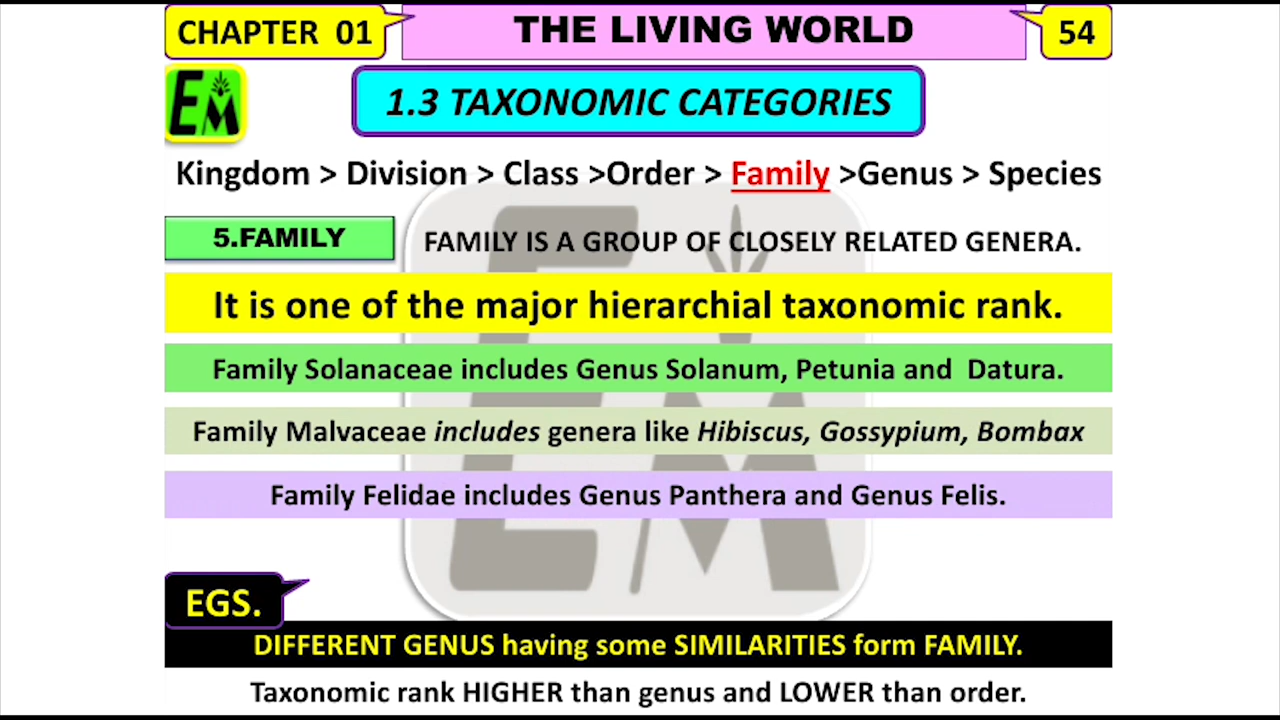 CHAPTER 01
THE LIVING WORLD
54
EM
1.3 TAXONOMIC CATEGORIES
Kingdom > Division > Class >Order > Family >Genus > Species
5.FAMILY
FAMILY IS A GROUP OF CLOSELY RELATED GENERA.
It is one of the major hierarchial taxonomic rank.
Family Solanaceae includes Genus Solanum, Petunia and Datura.
Family Malvaceae includes genera like Hibiscus, Gossypium, Bombax
Family Felidae includes Genus Panthera and Genus Felis.
EM
EGS.
DIFFERENT GENUS having some SIMILARITIES form FAMILY.
Taxonomic rank HIGHER than genus and LOWER than order.